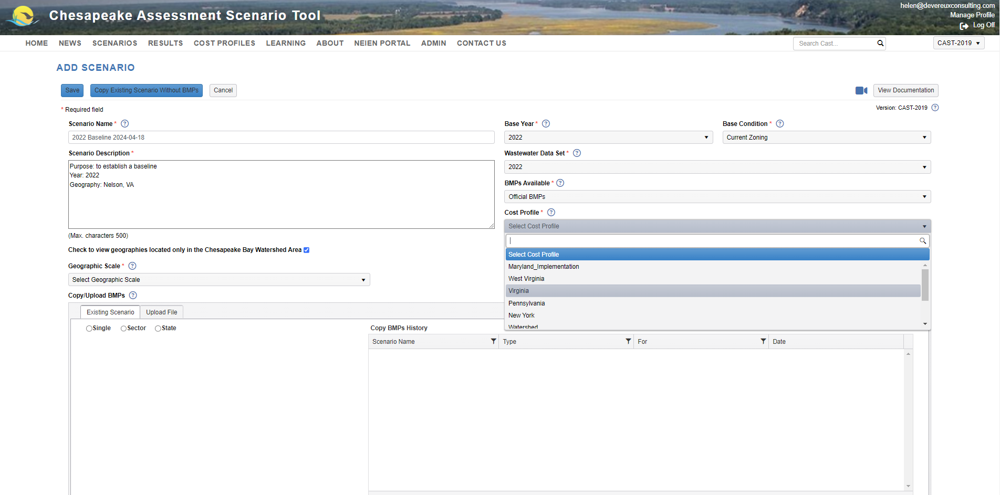 Chesapeake Assessment Scenario Tool
helen@devereuxconsulting.com
Manage Profile
Log Off
HOME NEWS SCENARIOS RESULTS COST PROFILES LEARNING ABOUT NEIEN PORTAL ADMIN CONTACT US
Search Cast...
CAST-2019
ADD SCENARIO
Save
Copy Existing Scenario Without BMPs
Cancel
View Documentation
* Required field
Version: CAST-2019 ?
Scenario Name * ?
2022 Baseline 2024-04-18
Base Year * ?
2022
Base Condition * ?
Current Zoning
Scenario Description *
Purpose: to establish a baseline
Year: 2022
Geography: Nelson, VA
(Max. characters 500)
Wastewater Data Set * ?
2022
BMPs Available * ?
Official BMPs
Cost Profile * ?
Select Cost Profile
Select Cost Profile
Maryland_Implementation
West Virginia
Virginia
Pennsylvania
New York
Watershed
Check to view geographies located only in the Chesapeake Bay Watershed Area
Geographic Scale * ?
Select Geographic Scale
Copy/Upload BMPs ?
Existing Scenario
Upload File
Single
Sector
State
Copy BMPs History
Scenario Name
Type
For
Date